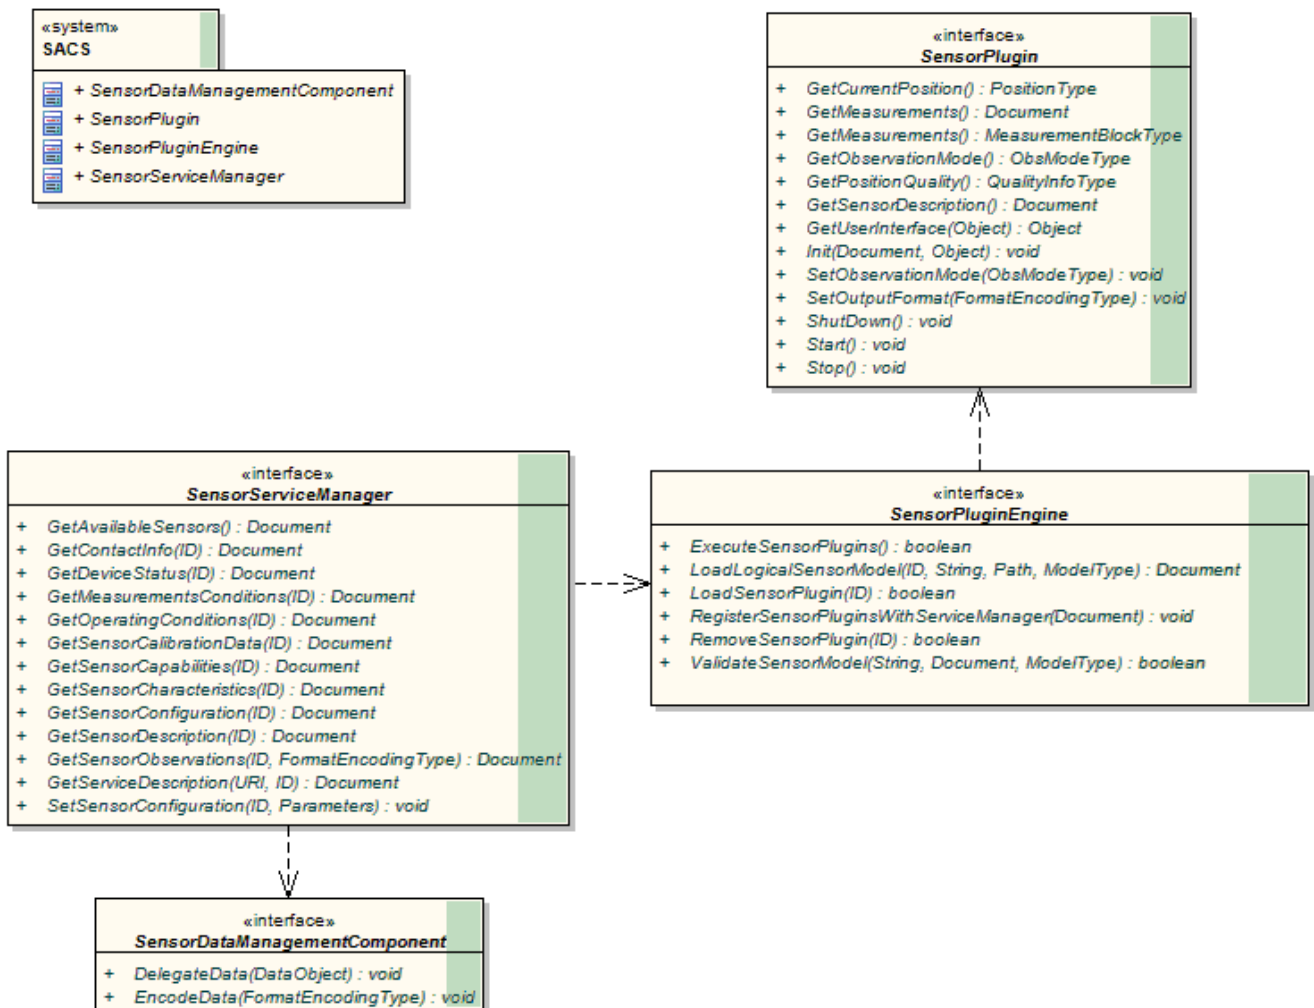 «system»
SACS
+ SensorDataManagementComponent
+ SensorPlugin
+ SensorPluginEngine
+ SensorServiceManager
«interface»
SensorPlugin
+ GetCurrentPosition() : PositionType
+ GetMeasurements() : Document
+ GetMeasurements() : MeasurementBlockType
+ GetObservationMode() : ObsModeType
+ GetPositionQuality() : QualityInfoType
+ GetSensorDescription() : Document
+ GetUserInterface(Object) : Object
+ Init(Document, Object) : void
+ SetObservationMode(ObsModeType) : void
+ SetOutputFormat(FormatEncodingType) : void
+ ShutDown() : void
+ Start() : void
+ Stop() : void
«interface»
SensorServiceManager
+ GetAvailableSensors() : Document
+ GetContactInfo(ID) : Document
+ GetDeviceStatus(ID) : Document
+ GetMeasurementsConditions(ID) : Document
+ GetOperatingConditions(ID) : Document
+ GetSensorCalibrationData(ID) : Document
+ GetSensorCapabilities(ID) : Document
+ GetSensorCharacteristics(ID) : Document
+ GetSensorConfiguration(ID) : Document
+ GetSensorDescription(ID) : Document
+ GetSensorObservations(ID, FormatEncodingType) : Document
+ GetServiceDescription(URI, ID) : Document
+ SetSensorConfiguration(ID, Parameters) : void
«interface»
SensorPluginEngine
+ ExecuteSensorPlugins() : boolean
+ LoadLogicalSensorModel(ID, String, Path, ModelType) : Document
+ LoadSensorPlugin(ID) : boolean
+ RegisterSensorPluginsWithServiceManager(Document) : void
+ RemoveSensorPlugin(ID) : boolean
+ ValidateSensorModel(String, Document, ModelType) : boolean
«interface»
SensorDataManagementComponent
+ DelegateData(DataObject) : void
+ EncodeData(FormatEncodingType) : void